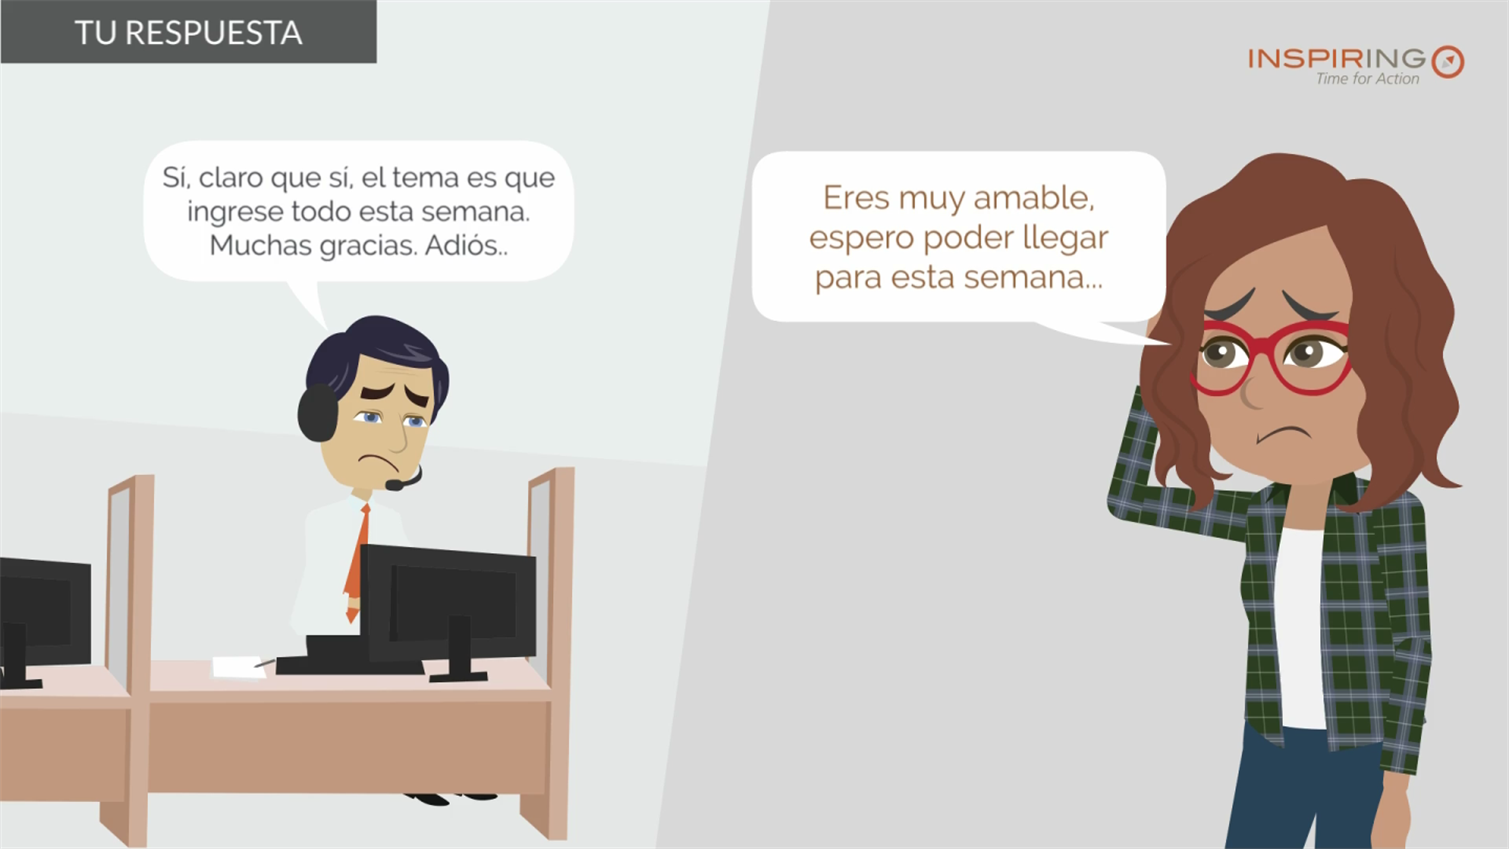 TU RESPUESTA
INSPIRING
Time for Action
Sí, claro que sí, el tema es que
ingrese todo esta semana.
Muchas gracias. Adiós..
Eres muy amable,
espero poder llegar
para esta semana...